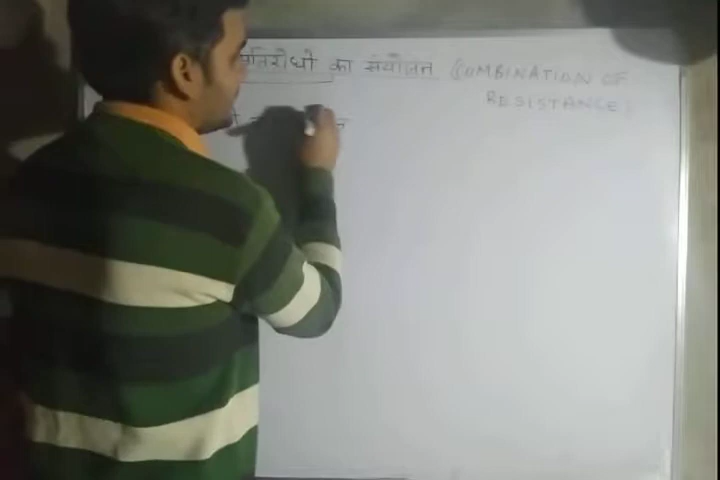 प्रतिरोधो का संयोजन (COMBINATION OF
RESISTANCE)